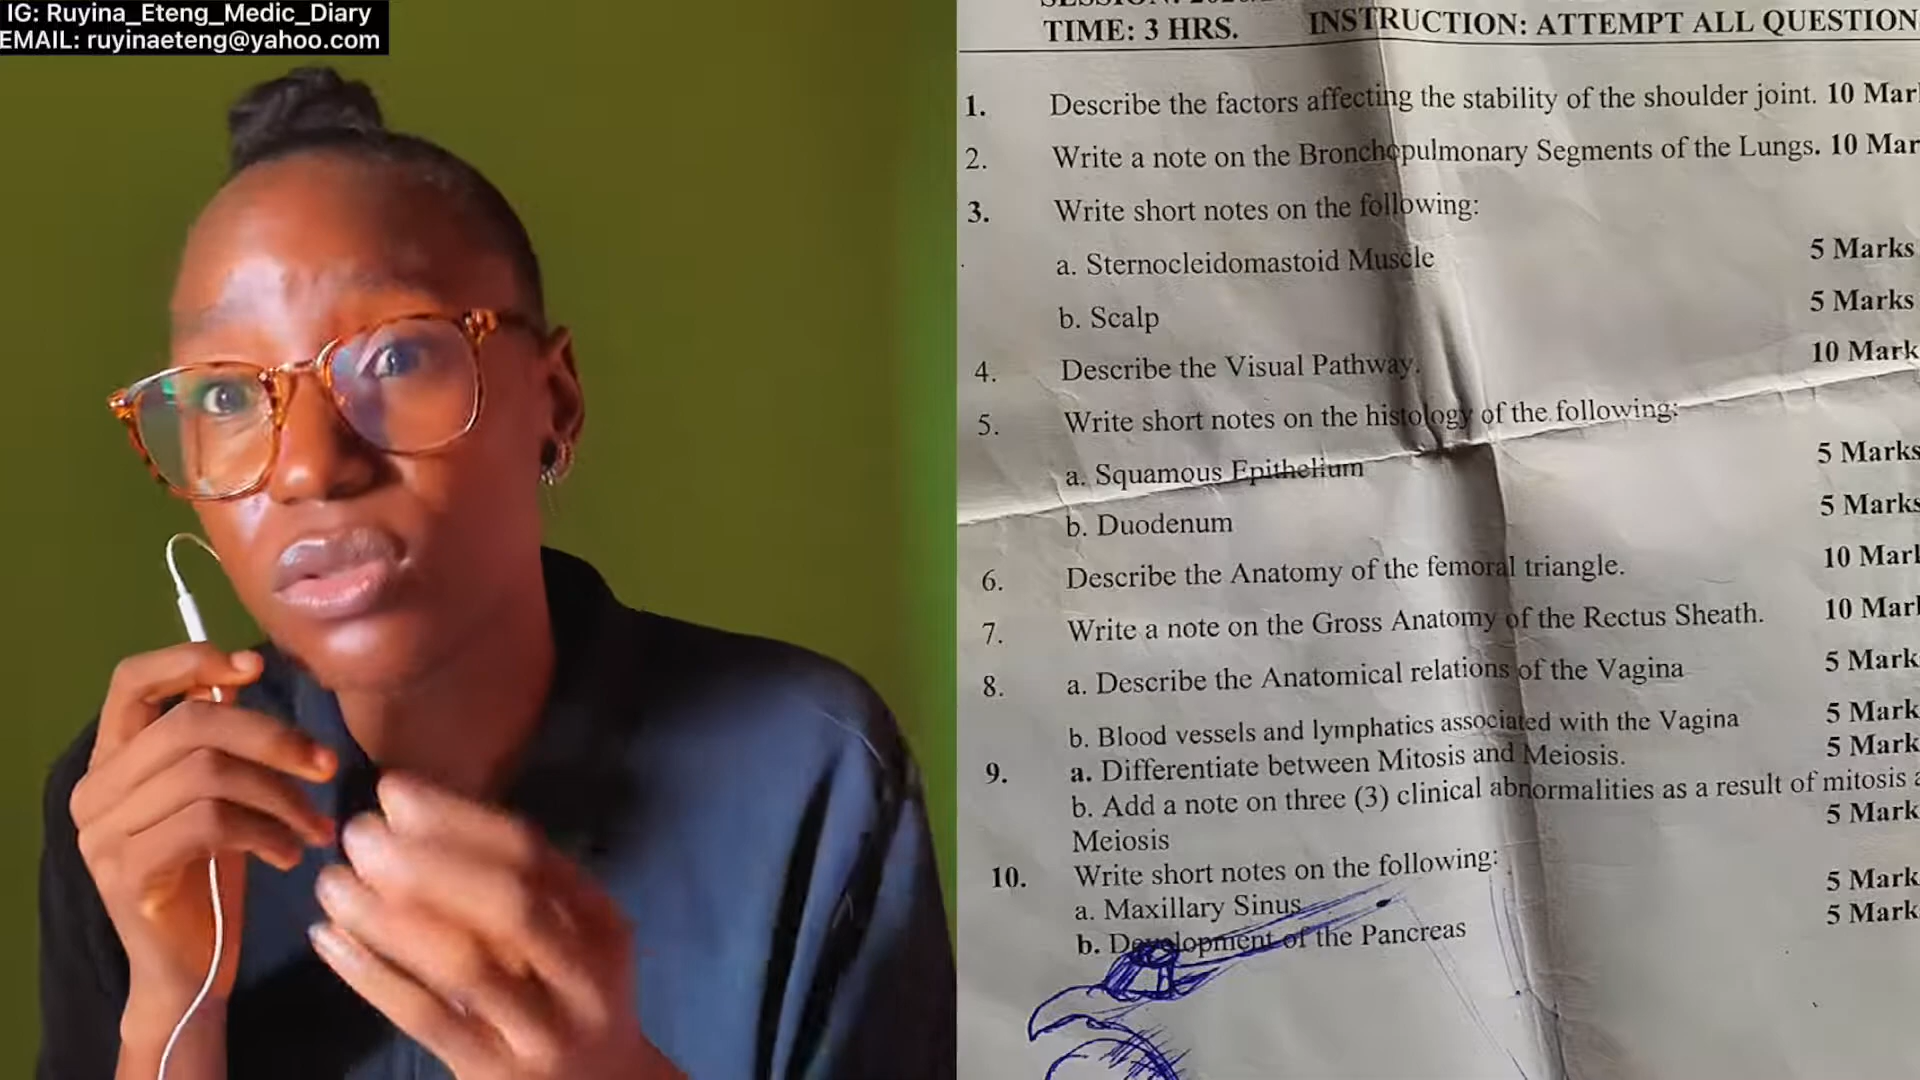 IG: Ruyina_Eteng_Medic_Diary
EMAIL: ruyinaeteng@yahoo.com
TIME: 3 HRS. INSTRUCTION: ATTEMPT ALL QUESTION
1. Describe the factors affecting the stability of the shoulder joint. 10 Mar
2. Write a note on the Bronchopulmonary Segments of the Lungs. 10 Mar
3. Write short notes on the following:
a. Sternocleidomastoid Muscle 5 Marks
b. Scalp 5 Marks
4. Describe the Visual Pathway. 10 Mark
5. Write short notes on the histology of the following:
a. Squamous Epithelium 5 Marks
b. Duodenum 5 Marks
6. Describe the Anatomy of the femoral triangle. 10 Mar
7. Write a note on the Gross Anatomy of the Rectus Sheath. 10 Mar
8. a. Describe the Anatomical relations of the Vagina 5 Mark
b. Blood vessels and lymphatics associated with the Vagina 5 Mark
9. a. Differentiate between Mitosis and Meiosis. 5 Mark
b. Add a note on three (3) clinical abnormalities as a result of mitosis
Meiosis 5 Mark
10. Write short notes on the following:
a. Maxillary Sinus 5 Mark
b. Development of the Pancreas 5 Mark